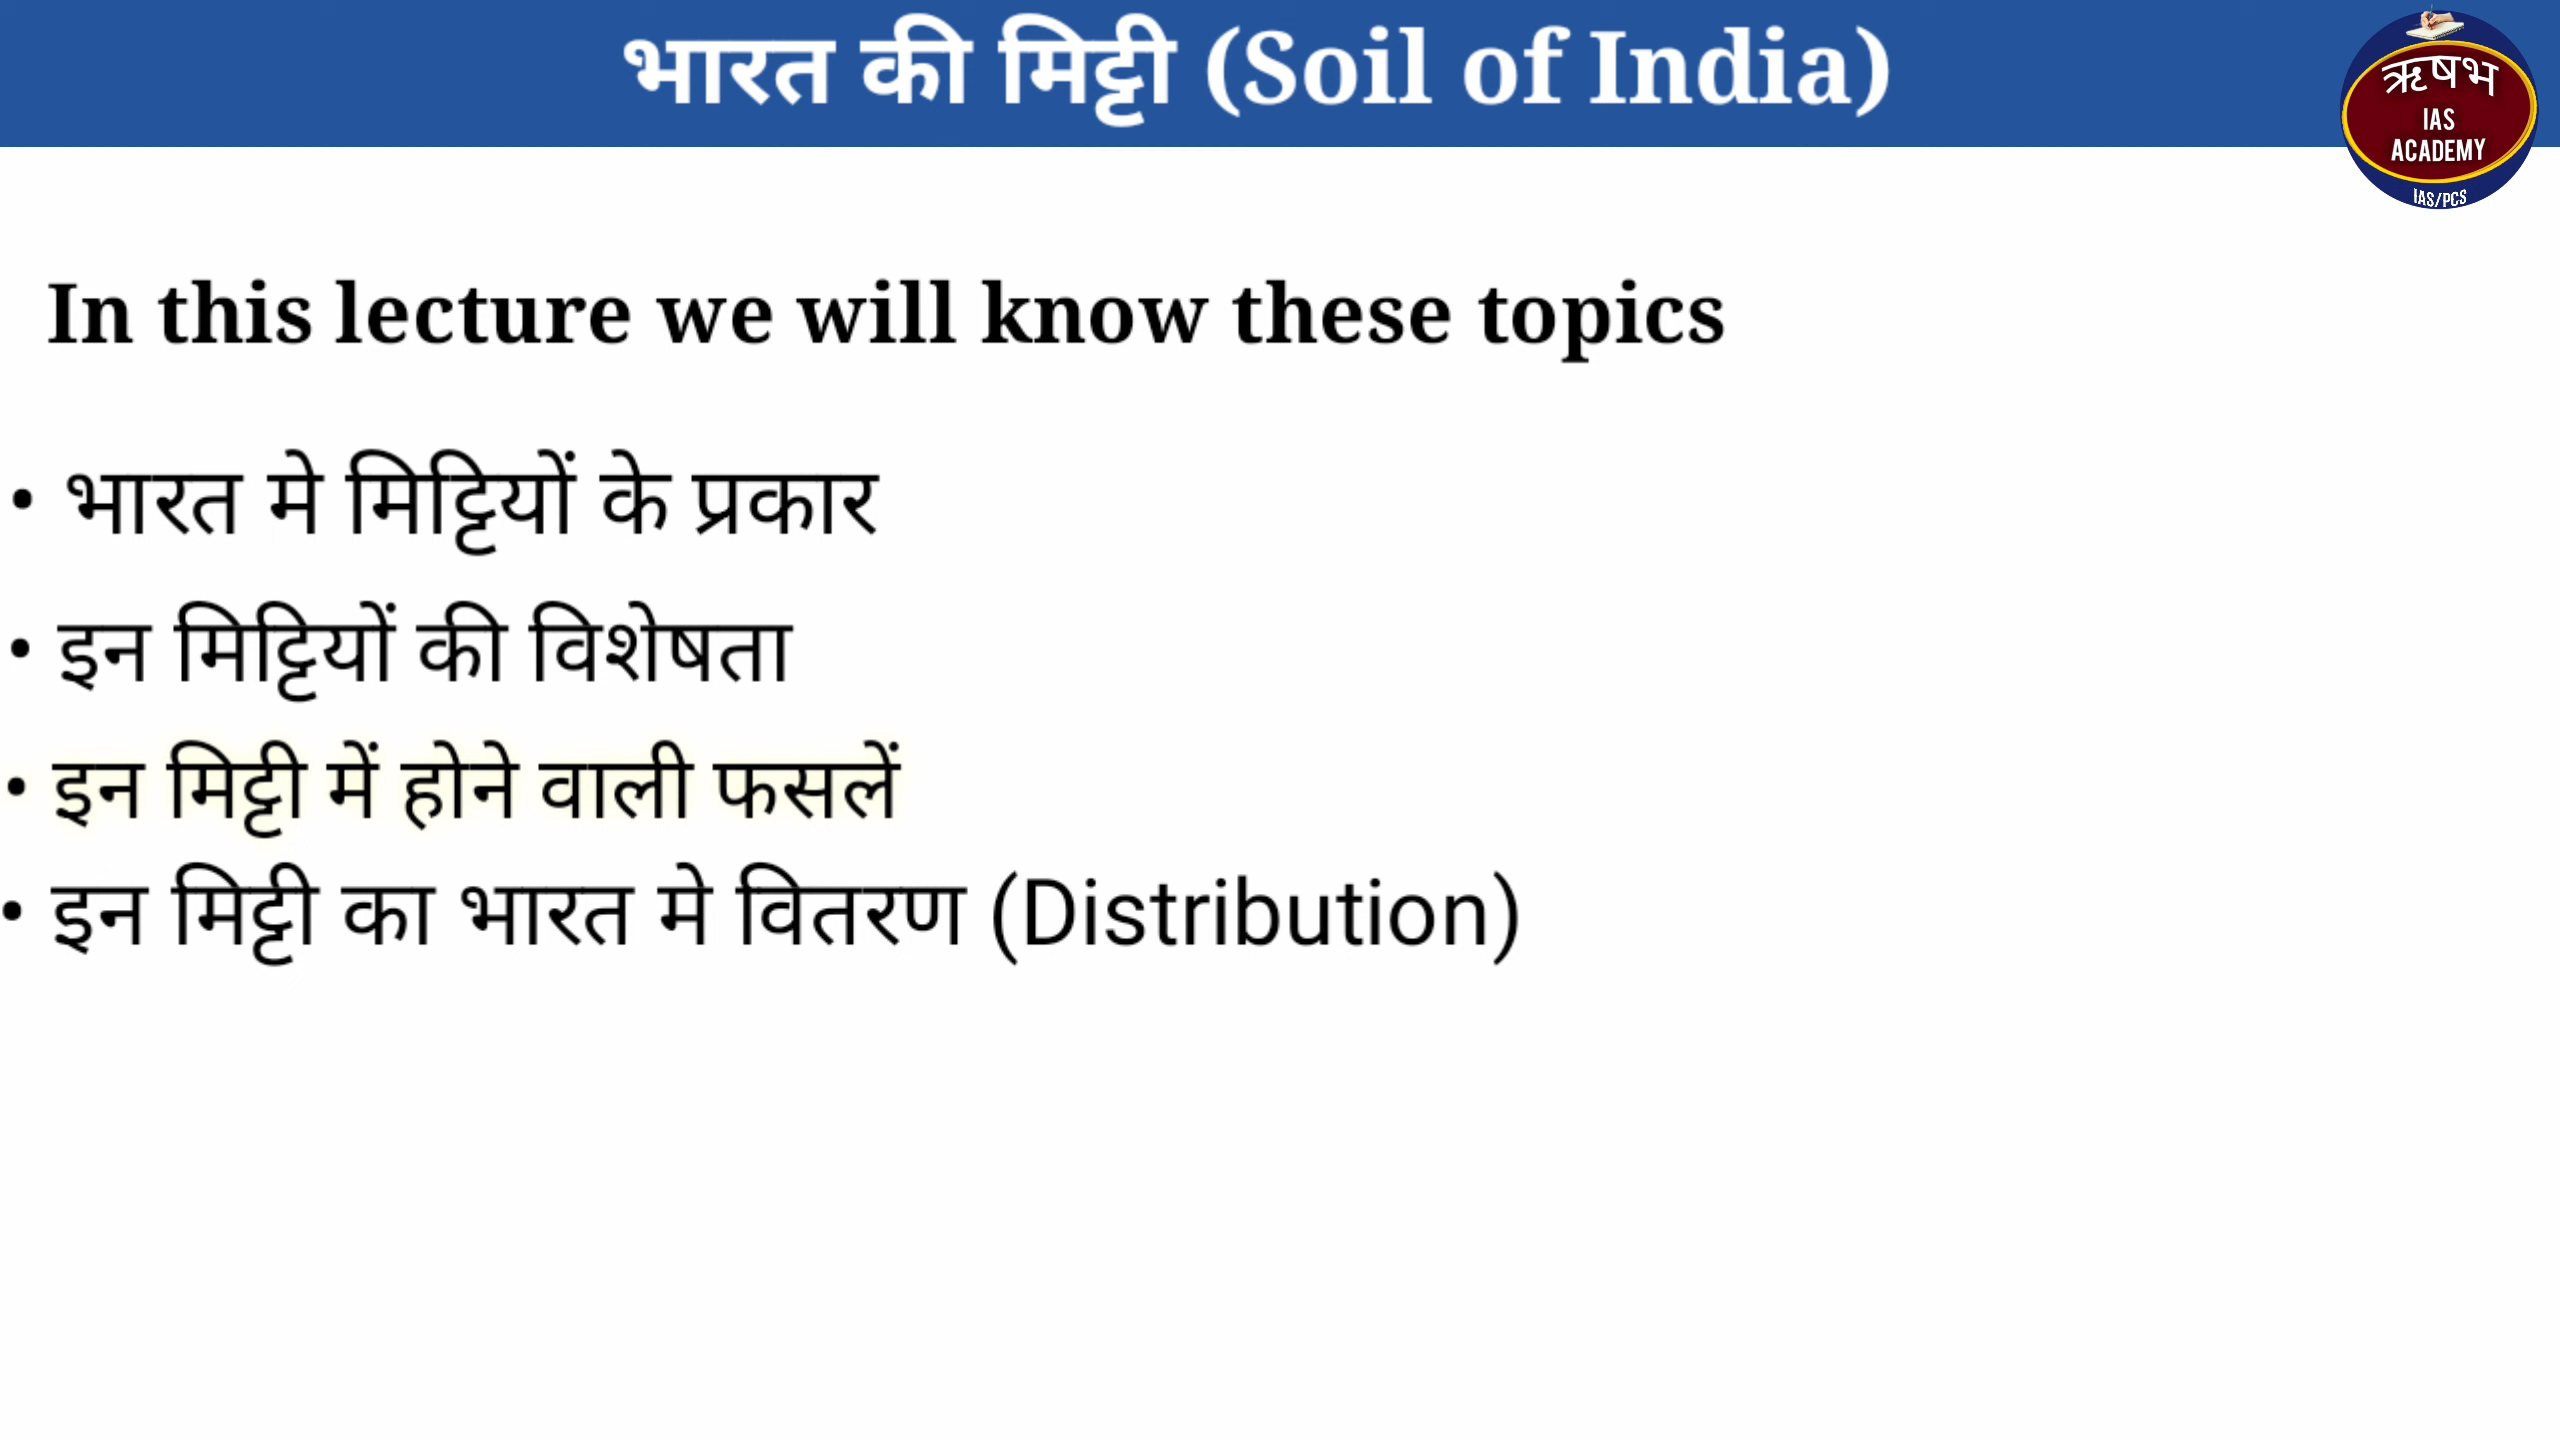 भारत की मिट्टी (Soil of India)
ऋषभ
IAS
ACADEMY
IAS/PCS
In this lecture we will know these topics
• भारत मे मिट्टियों के प्रकार
• इन मिट्टियों की विशेषता
• इन मिट्टी में होने वाली फसलें
• इन मिट्टी का भारत मे वितरण (Distribution)